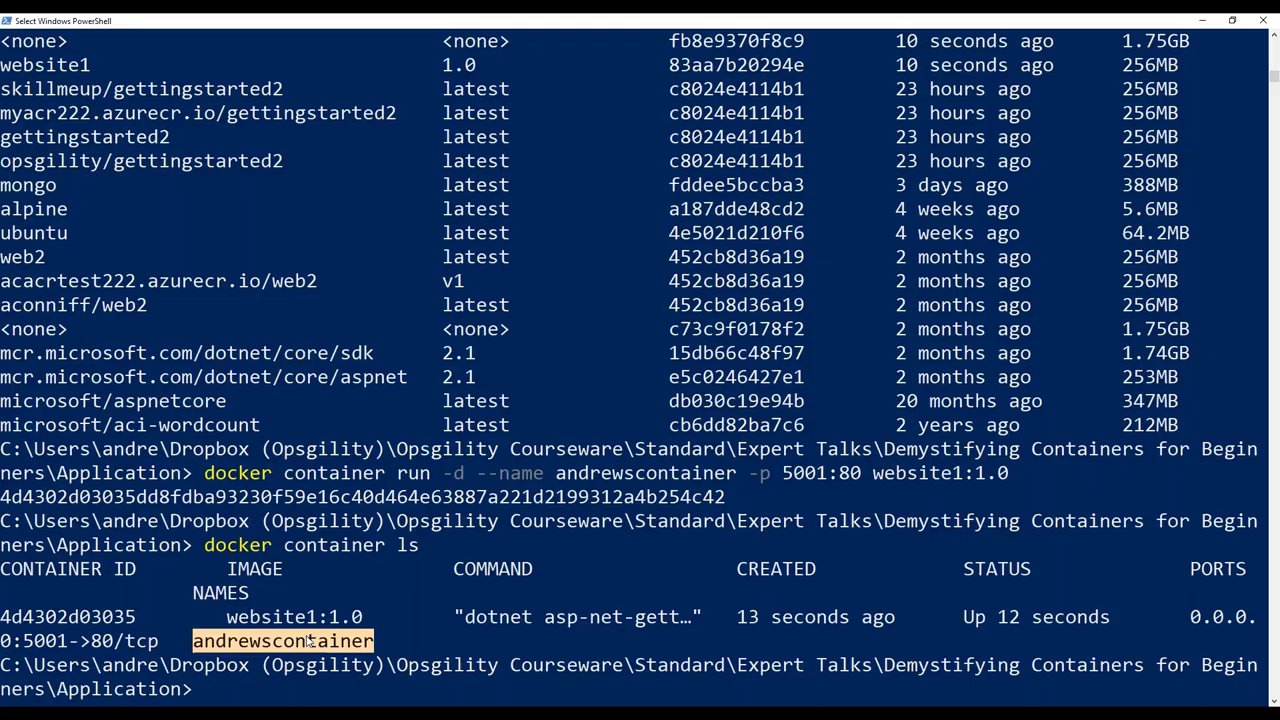 Select Windows PowerShell
<none> <none> fb8e9370f8c9 10 seconds ago 1.75GB
website1 1.0 83aa7b20294e 10 seconds ago 256MB
skillmeup/gettingstarted2 latest c8024e4114b1 23 hours ago 256MB
myacr222.azurecr.io/gettingstarted2 latest c8024e4114b1 23 hours ago 256MB
gettingstarted2 latest c8024e4114b1 23 hours ago 256MB
opsgility/gettingstarted2 latest c8024e4114b1 23 hours ago 256MB
mongo latest fddee5bccba3 3 days ago 388MB
alpine latest a187dde48cd2 4 weeks ago 5.6MB
ubuntu latest 4e5021d210f6 4 weeks ago 64.2MB
web2 latest 452cb8d36a19 2 months ago 256MB
acacrtest222.azurecr.io/web2 v1 452cb8d36a19 2 months ago 256MB
aconniff/web2 latest 452cb8d36a19 2 months ago 256MB
<none> <none> c73c9f0178f2 2 months ago 1.75GB
mcr.microsoft.com/dotnet/core/sdk 2.1 15db66c48f97 2 months ago 1.74GB
mcr.microsoft.com/dotnet/core/aspnet 2.1 e5c0246427e1 2 months ago 253MB
microsoft/aspnetcore latest db030c19e94b 20 months ago 347MB
microsoft/aci-wordcount latest cb6dd82ba7c6 2 years ago 212MB
C:\Users\andre\Dropbox (Opsgility)\Opsgility Courseware\Standard\Expert Talks\Demystifying Containers for Begin
ners\Application> docker container run -d --name andrewscontainer -p 5001:80 website1:1.0
4d4302d03035dd8fdba93230f59e16c40d464e63887a221d2199312a4b254c42
C:\Users\andre\Dropbox (Opsgility)\Opsgility Courseware\Standard\Expert Talks\Demystifying Containers for Begin
ners\Application> docker container ls
CONTAINER ID IMAGE COMMAND CREATED STATUS PORTS
NAMES
4d4302d03035 website1:1.0 "dotnet asp-net-gett…" 13 seconds ago Up 12 seconds 0.0.0.
0:5001->80/tcp andrewscontainer
C:\Users\andre\Dropbox (Opsgility)\Opsgility Courseware\Standard\Expert Talks\Demystifying Containers for Begin
ners\Application>